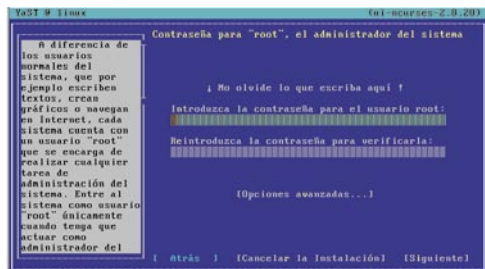 YaST @ linux
(ui-ncurses-2.8.20)
A diferencia de
los usuarios
normales del
sistema, que por
ejemplo escriben
textos, crean
gráficos o navegan
en Internet, cada
sistema cuenta con
un usuario "root"
que se encarga de
realizar cualquier
tarea de
administración del
sistema. Entre al
sistema como usuario
"root" únicamente
cuando tenga que
actuar como
administrador del
Contraseña para "root", el administrador del sistema
¡ No olvide lo que escriba aquí !
Introduzca la contraseña para el usuario root:
Reintroduzca la contraseña para verificarla:
[Opciones avanzadas...]
[ Atrás ] [Cancelar la Instalación] [Siguiente]